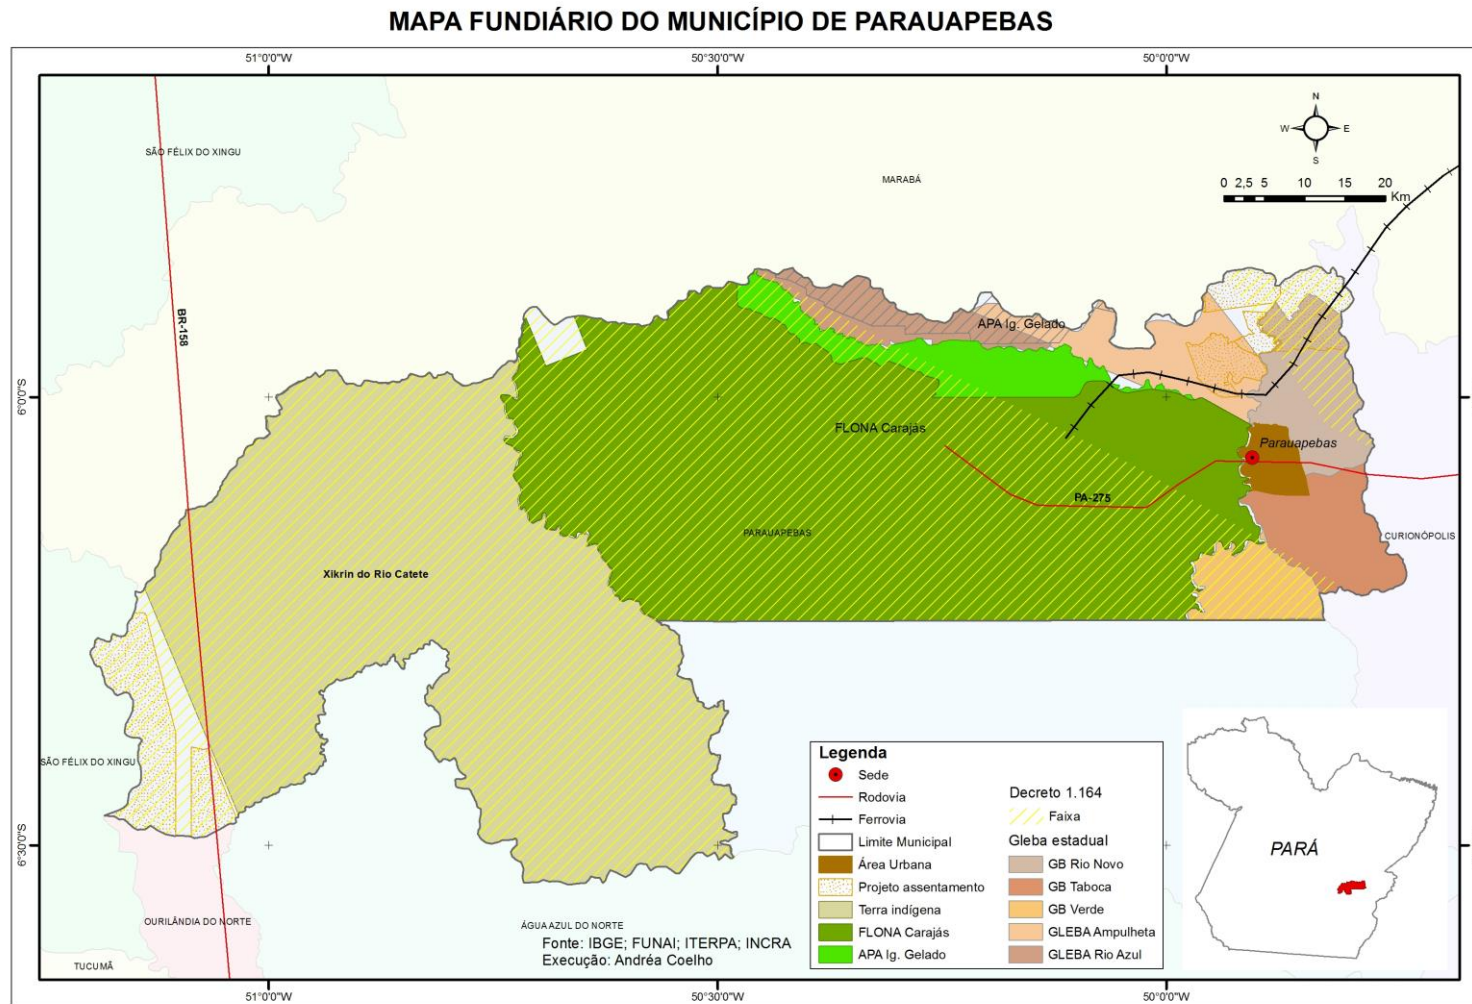 MAPA FUNDIÁRIO DO MUNICÍPIO DE PARAUAPEBAS
51°0'0"W
50°30'0"W
50°0'0"W
N
W
E
S
0 2,5 5 10 15 20
Km
SÃO FÉLIX DO XINGU
MARABÁ
BR-158
APA Ig. Gelado
6°0'0"S
FLONA Carajás
Parauapebas
PA-275
PARAUAPEBAS
CURIONÓPOLIS
Xikrin do Rio Catete
SÃO FÉLIX DO XINGU
6°30'0"S
OURILÂNDIA DO NORTE
ÁGUA AZUL DO NORTE
TUCUMÃ
Fonte: IBGE; FUNAI; ITERPA; INCRA
Execução: Andréa Coelho
Legenda
Sede
Rodovia
Ferrovia
Limite Municipal
Área Urbana
Projeto assentamento
Terra indígena
FLONA Carajás
APA Ig. Gelado
Decreto 1.164
Faixa
Gleba estadual
GB Rio Novo
GB Taboca
GB Verde
GLEBA Ampulheta
GLEBA Rio Azul
PARÁ
51°0'0"W
50°30'0"W
50°0'0"W